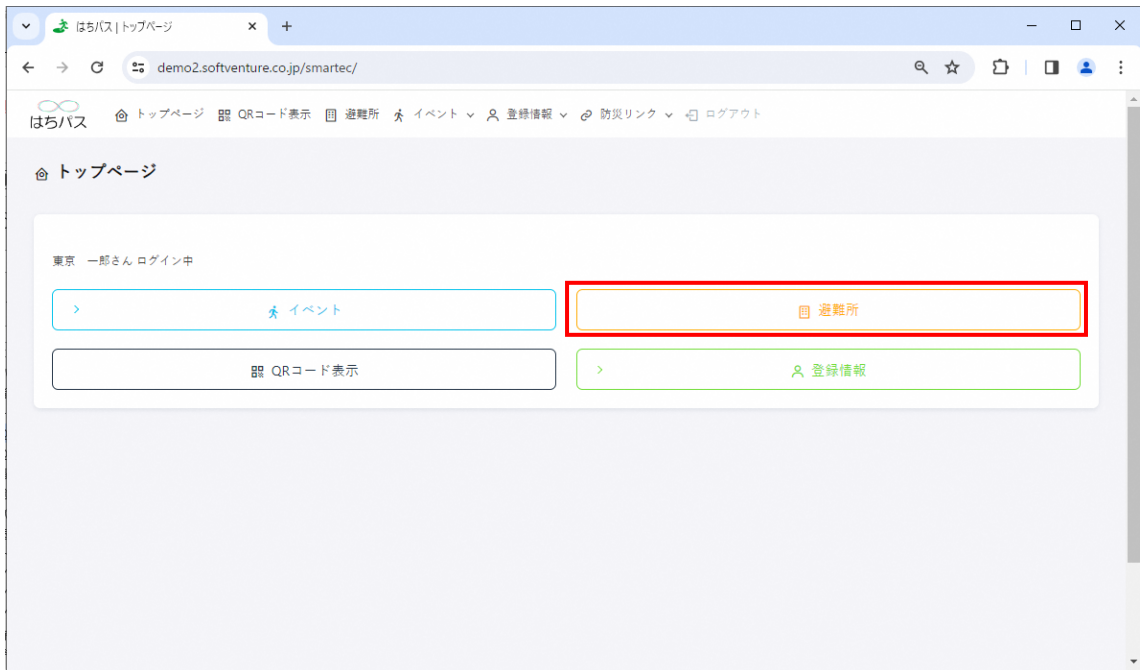 はちパス | トップページ
demo2.softventure.co.jp/smartec/
はちパス トップページ QRコード表示 避難所 イベント 登録情報 防災リンク ログアウト
トップページ
東京 一郎さん ログイン中
イベント 避難所
QRコード表示 登録情報